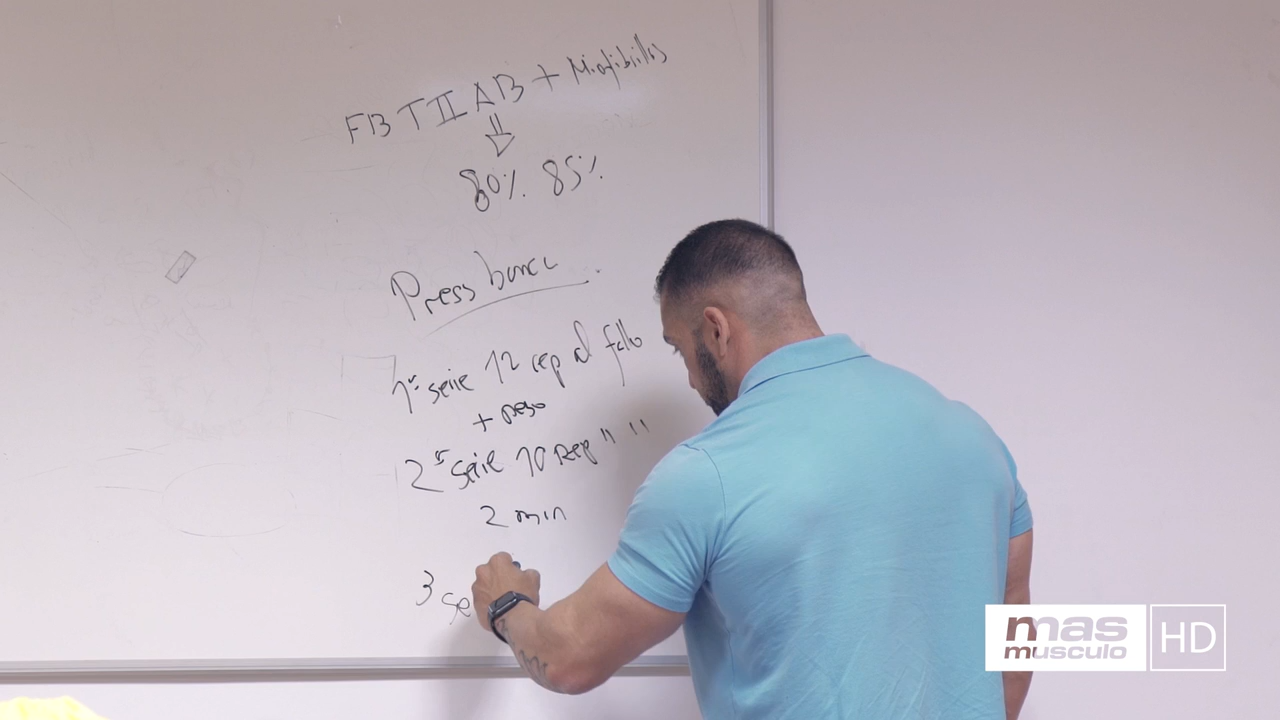 FB T II AB + Miofibrillas
80% 85%
Press banca
1ª serie 12 rep al fallo
+ peso
2ª serie 10 rep " "
2 min
3 se
mas
musculo
HD